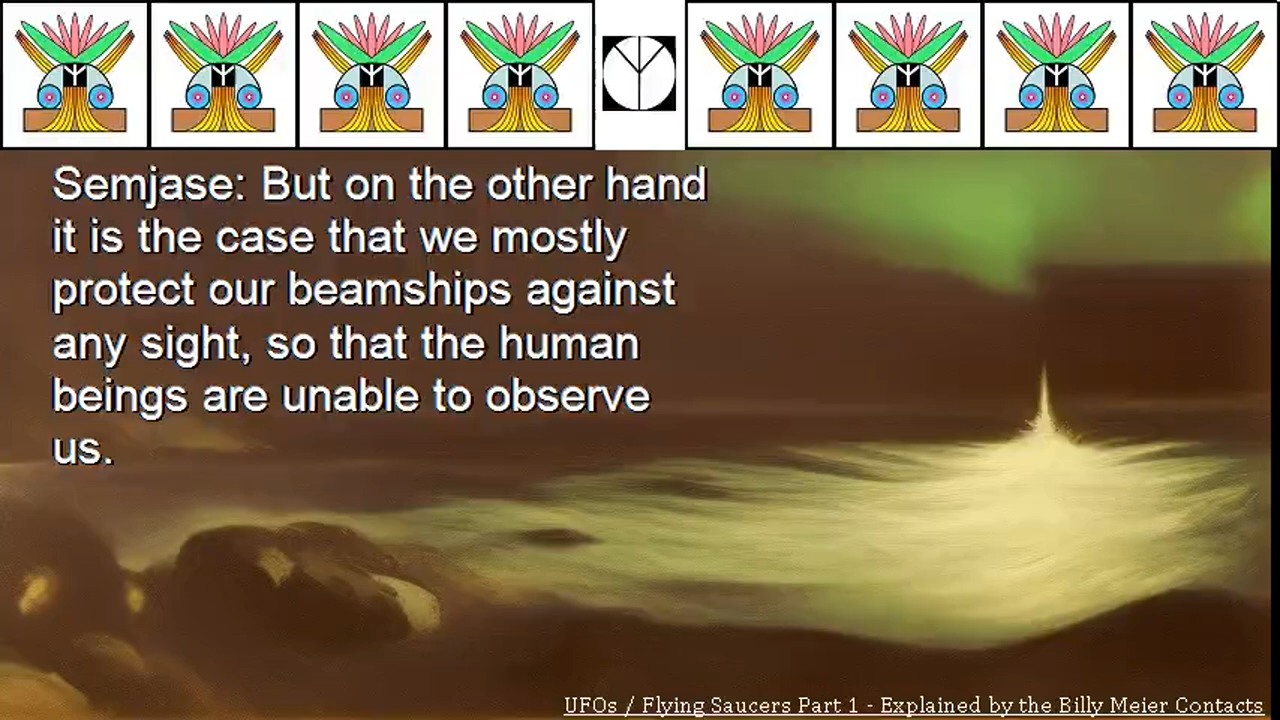 Semjase: But on the other hand
it is the case that we mostly
protect our beamships against
any sight, so that the human
beings are unable to observe
us.
UFOs / Flying Saucers Part 1 - Explained by the Billy Meier Contacts